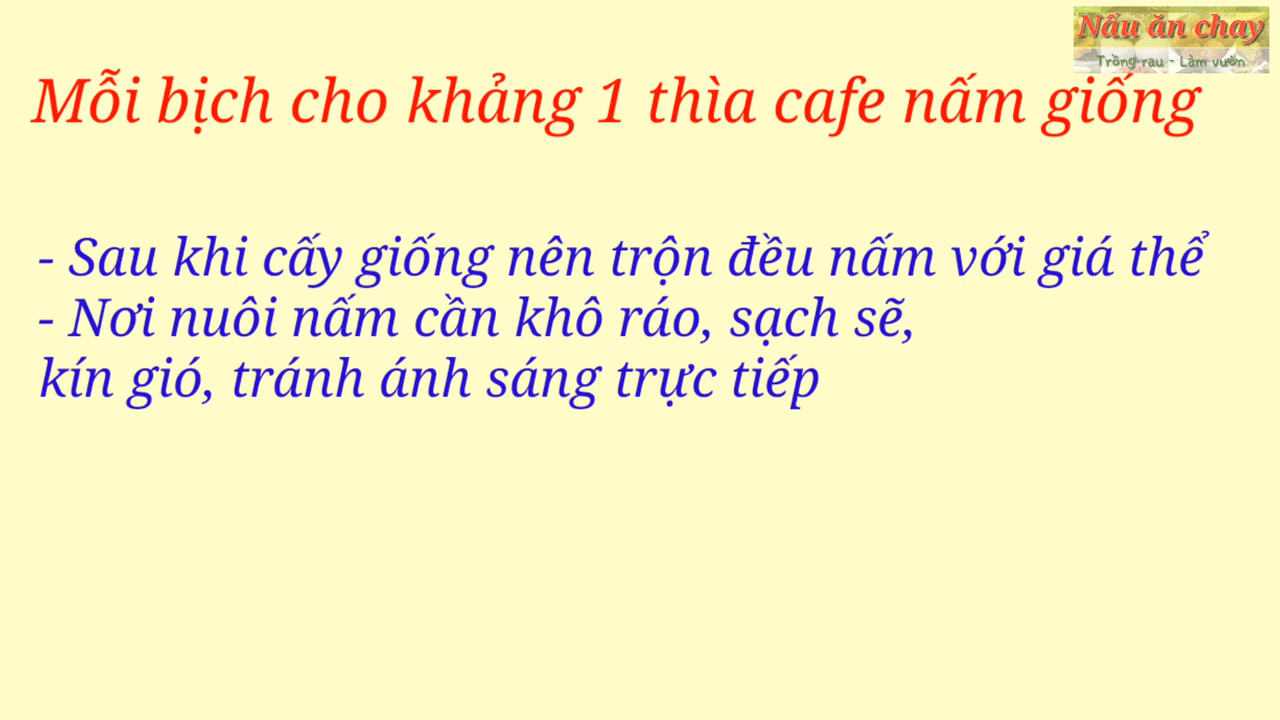 Nấu ăn chay
Trồng rau - Làm vườn
Mỗi bịch cho khảng 1 thìa cafe nấm giống
- Sau khi cấy giống nên trộn đều nấm với giá thể
- Nơi nuôi nấm cần khô ráo, sạch sẽ,
kín gió, tránh ánh sáng trực tiếp